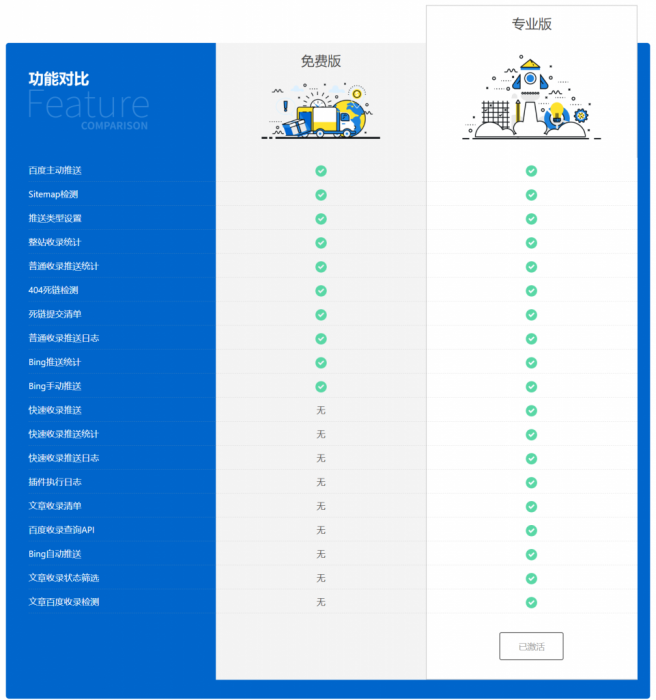 专业版
免费版
功能对比
Feature
COMPARISON
百度主动推送
Sitemap检测
推送类型设置
整站收录统计
普通收录推送统计
404死链检测
死链提交清单
普通收录推送日志
Bing推送统计
Bing手动推送
快速收录推送 无
快速收录推送统计 无
快速收录推送日志 无
插件执行日志 无
文章收录清单 无
百度收录查询API 无
Bing自动推送 无
文章收录状态筛选 无
文章百度收录检测 无
已激活